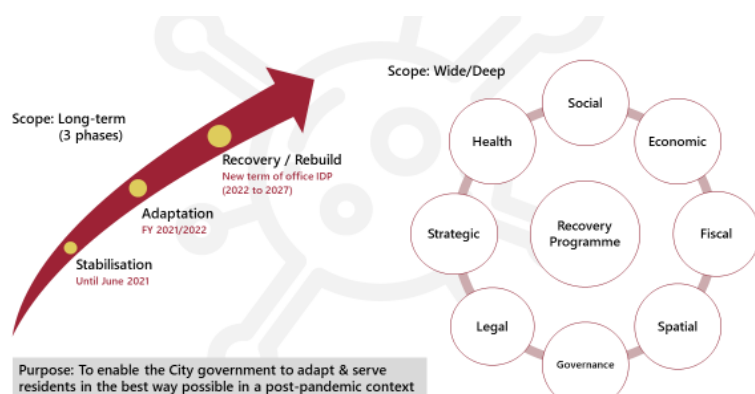 Scope: Long-term
(3 phases)
Recovery / Rebuild
New term of office IDP
(2022 to 2027)
Adaptation
FY 2021/2022
Stabilisation
Until June 2021
Purpose: To enable the City government to adapt & serve
residents in the best way possible in a post-pandemic context
Scope: Wide/Deep
Social
Health
Economic
Strategic
Recovery
Programme
Fiscal
Legal
Spatial
Governance